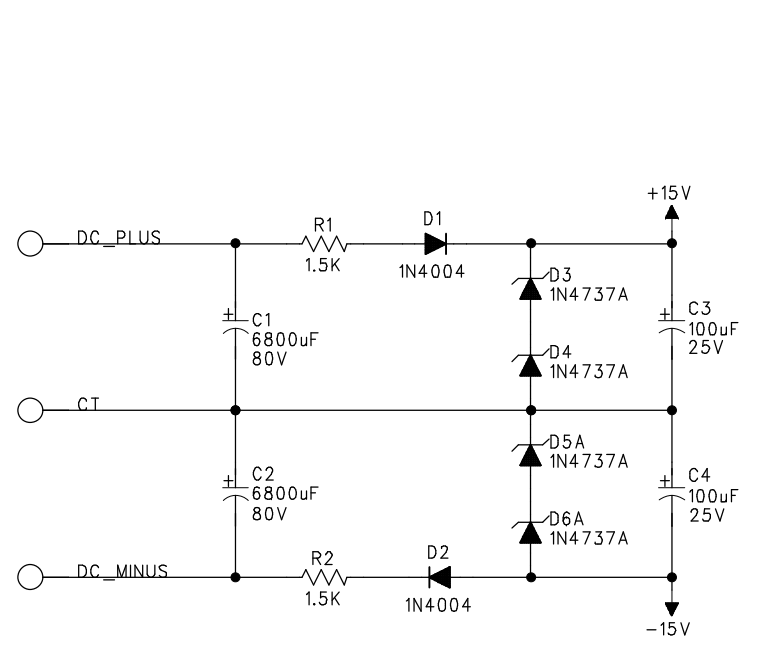 +15V
DC_PLUS
R1
1.5K
D1
1N4004
D3
1N4737A
D4
1N4737A
+
C1
6800uF
80V
+
C3
100uF
25V
CT
D5A
1N4737A
D6A
1N4737A
+
C2
6800uF
80V
+
C4
100uF
25V
DC_MINUS
R2
1.5K
D2
1N4004
-15V